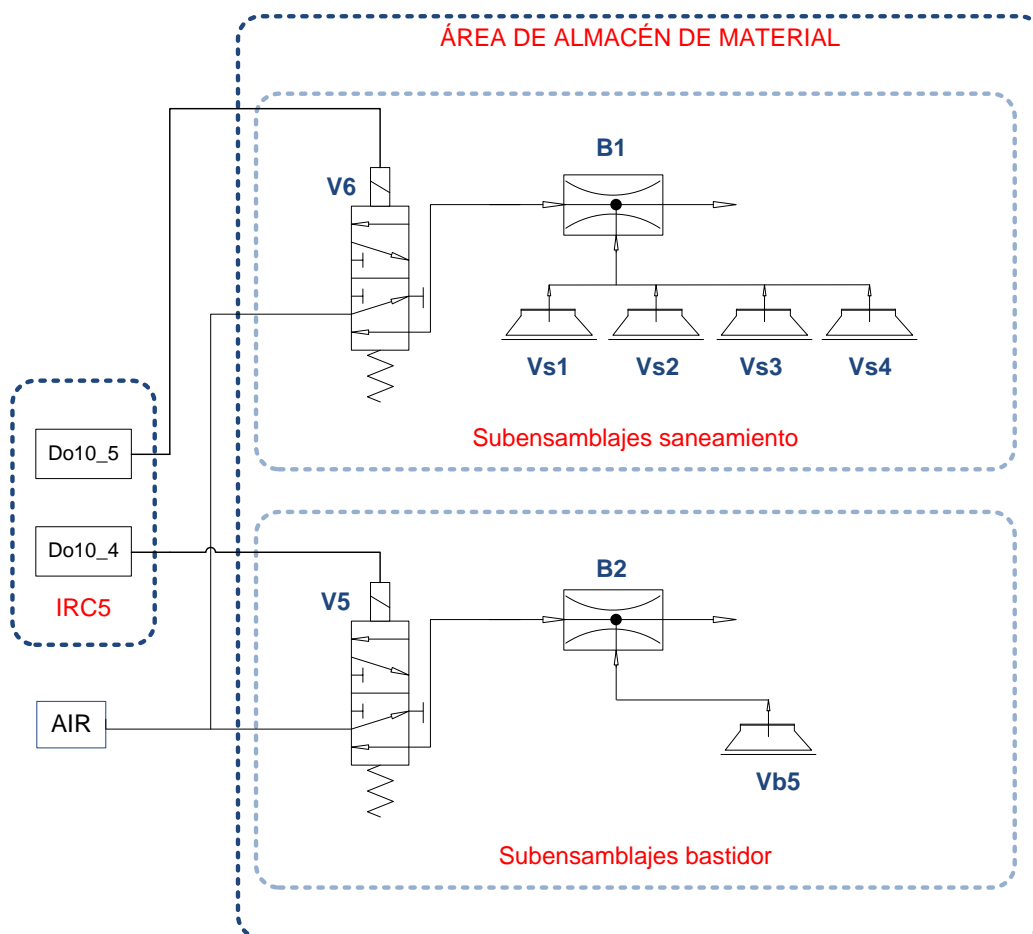 ÁREA DE ALMACÉN DE MATERIAL
B1
V6
Vs1 Vs2 Vs3 Vs4
Subensamblajes saneamiento
Do10_5
Do10_4
IRC5
B2
V5
AIR
Vb5
Subensamblajes bastidor